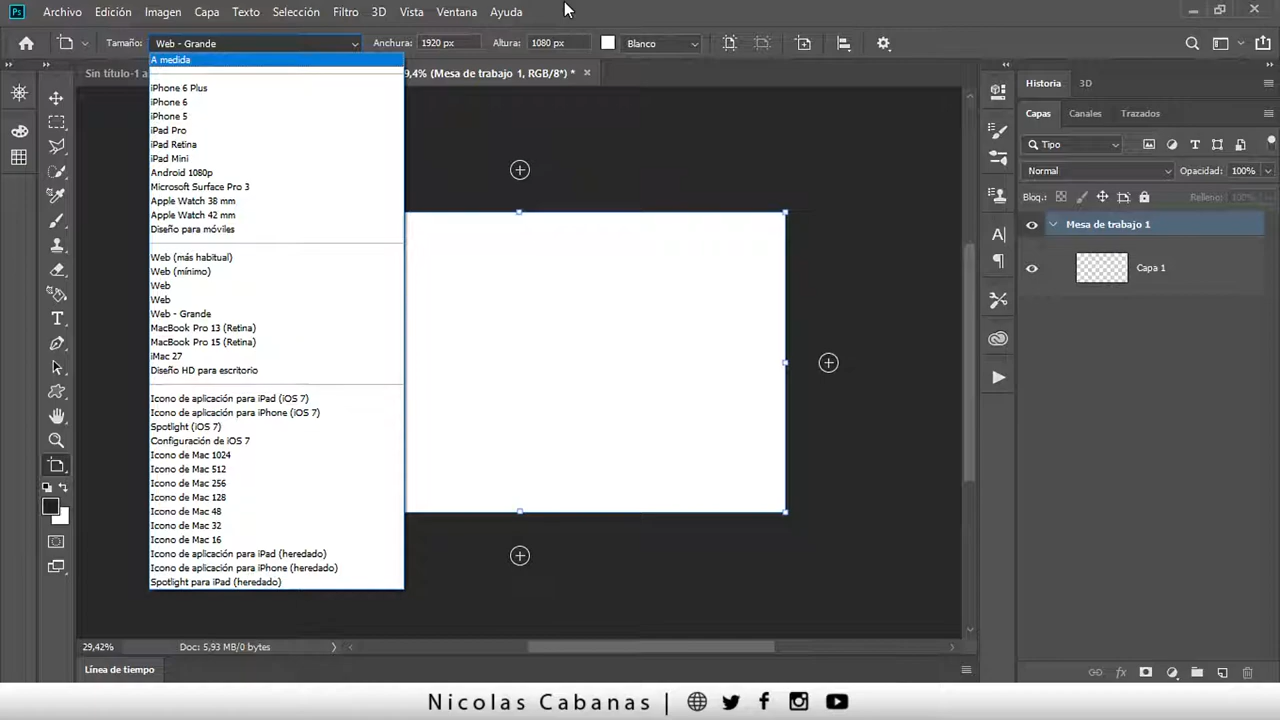 Ps Archivo Edición Imagen Capa Texto Selección Filtro 3D Vista Ventana Ayuda
Tamaño: Web - Grande Anchura: 1920 px Altura: 1080 px Blanco
Sin título-1 a 9,4% (Mesa de trabajo 1, RGB/8*) *
A medida
iPhone 6 Plus
iPhone 6
iPhone 5
iPad Pro
iPad Retina
iPad Mini
Android 1080p
Microsoft Surface Pro 3
Apple Watch 38 mm
Apple Watch 42 mm
Diseño para móviles
Web (más habitual)
Web (mínimo)
Web
Web
Web - Grande
MacBook Pro 13 (Retina)
MacBook Pro 15 (Retina)
iMac 27
Diseño HD para escritorio
Icono de aplicación para iPad (iOS 7)
Icono de aplicación para iPhone (iOS 7)
Spotlight (iOS 7)
Configuración de iOS 7
Icono de Mac 1024
Icono de Mac 512
Icono de Mac 256
Icono de Mac 128
Icono de Mac 48
Icono de Mac 32
Icono de Mac 16
Icono de aplicación para iPad (heredado)
Icono de aplicación para iPhone (heredado)
Spotlight para iPad (heredado)
Historia 3D
Capas Canales Trazados
Tipo
Normal Opacidad: 100%
Bloq.: Relleno: 100%
Mesa de trabajo 1
Capa 1
29,42% Doc: 5,93 MB/0 bytes
Línea de tiempo
Nicolas Cabanas |